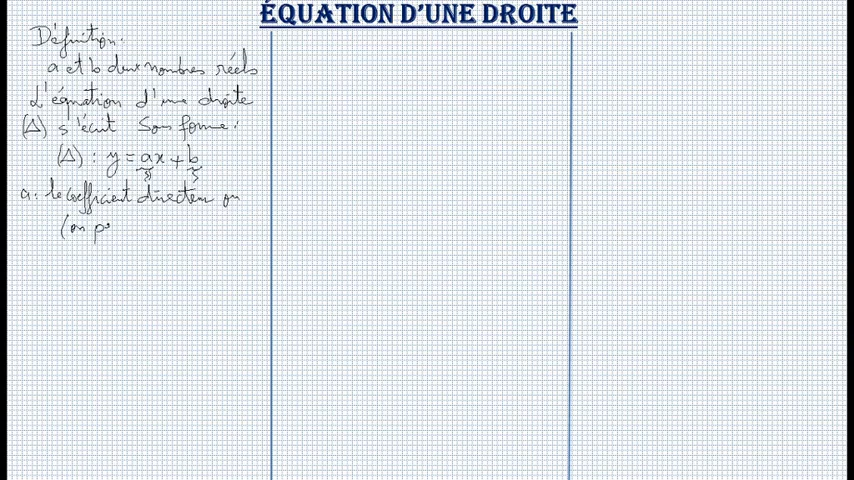 ÉQUATION D'UNE DROITE
Définition.
a et b deux nombres réels
L'équation d'une droite
(Δ) s'écrit Sous forme :
(Δ) : y = ax + b
a : le coefficient directeur ou
(on p